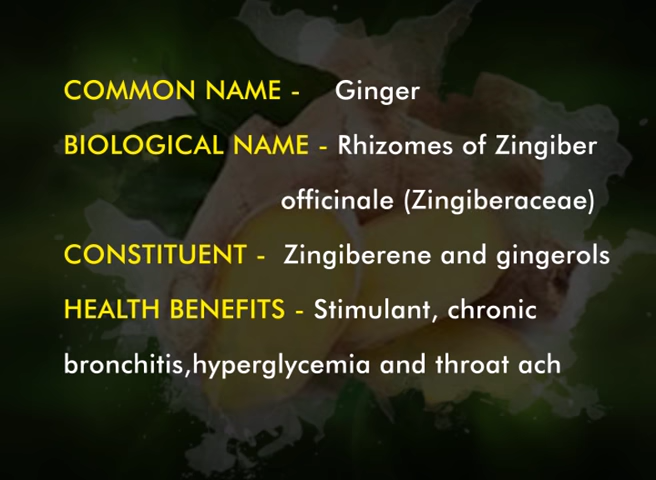 COMMON NAME - Ginger
BIOLOGICAL NAME - Rhizomes of Zingiber
officinale (Zingiberaceae)
CONSTITUENT - Zingiberene and gingerols
HEALTH BENEFITS - Stimulant, chronic
bronchitis,hyperglycemia and throat ach